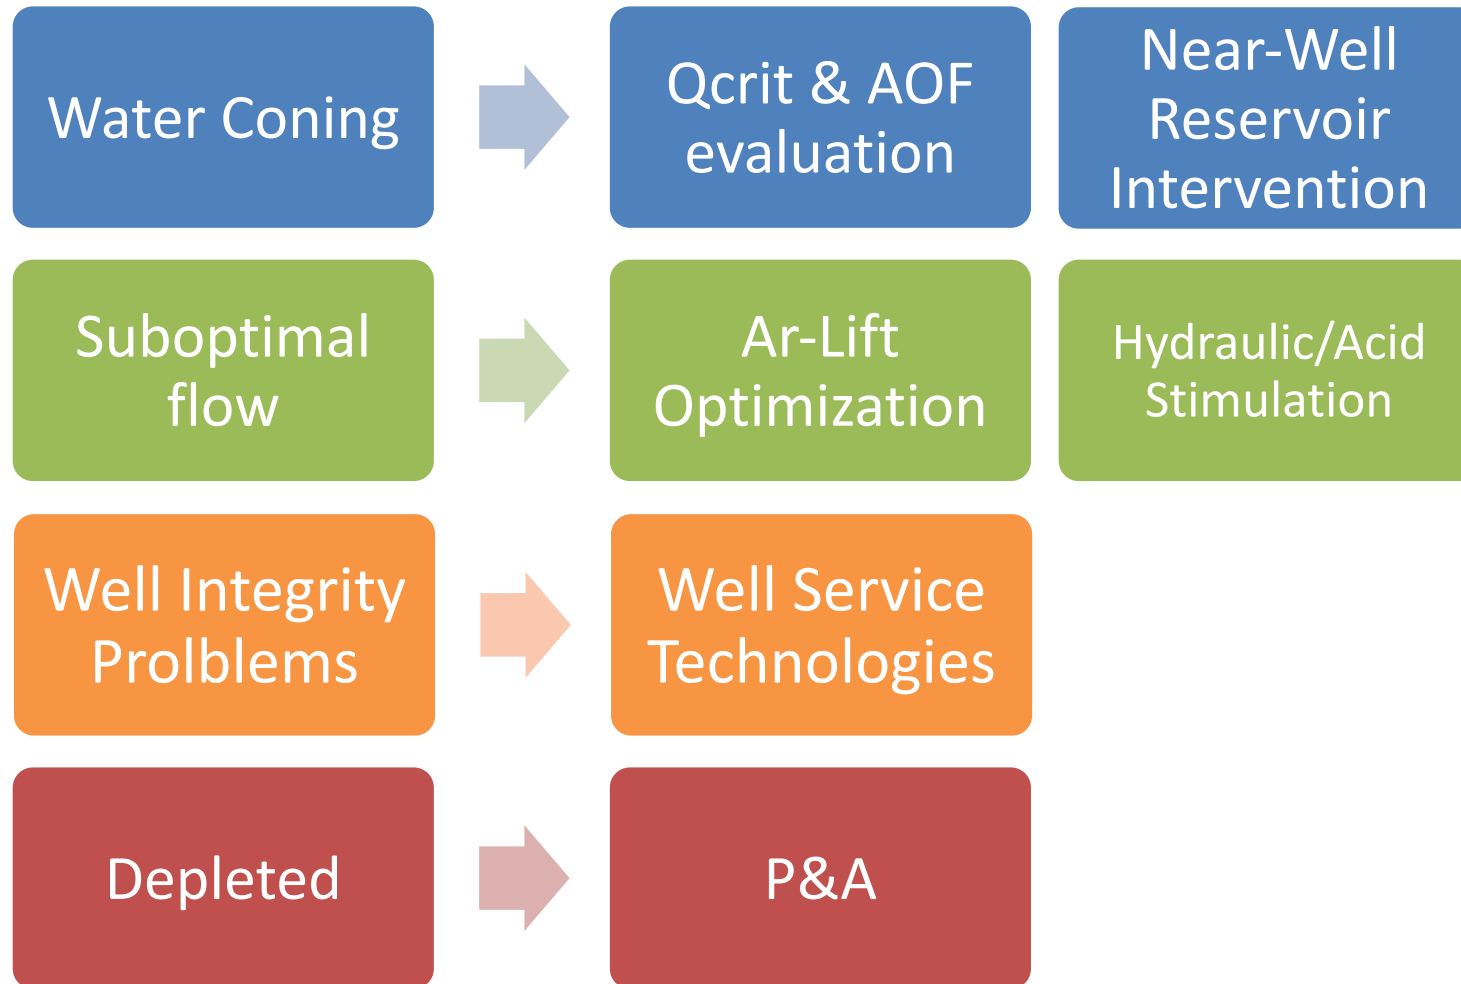 Water Coning
Qcrit & AOF
evaluation
Near-Well
Reservoir
Intervention
Suboptimal
flow
Ar-Lift
Optimization
Hydraulic/Acid
Stimulation
Well Integrity
Prolblems
Well Service
Technologies
Depleted
P&A